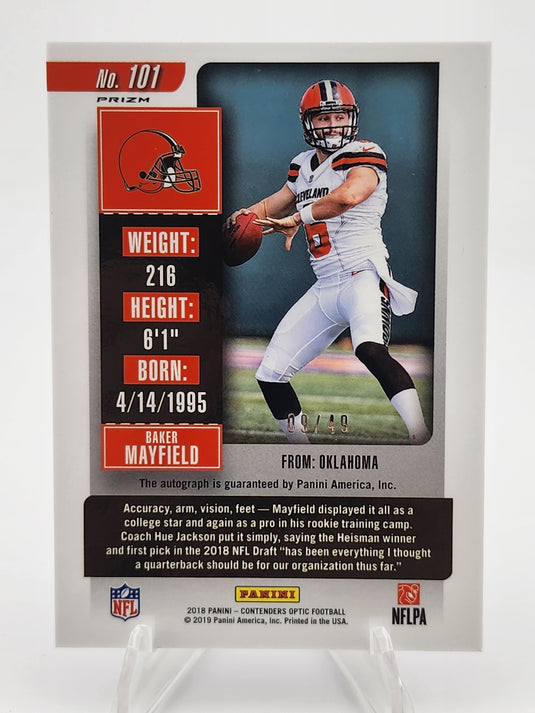 No. 101
PRIZM
CLEVELAND
6
WEIGHT:
216
HEIGHT:
6'1"
BORN:
4/14/1995
BAKER
MAYFIELD
09/49
FROM: OKLAHOMA
The autograph is guaranteed by Panini America, Inc.
Accuracy, arm, vision, feet — Mayfield displayed it all as a
college star and again as a pro in his rookie training camp.
Coach Hue Jackson put it simply, saying the Heisman winner
and first pick in the 2018 NFL Draft "has been everything I thought
a quarterback should be for our organization thus far."
NFL
PANINI
2018 PANINI – CONTENDERS OPTIC FOOTBALL
© 2019 Panini America, Inc. Printed in the USA.
NFLPA